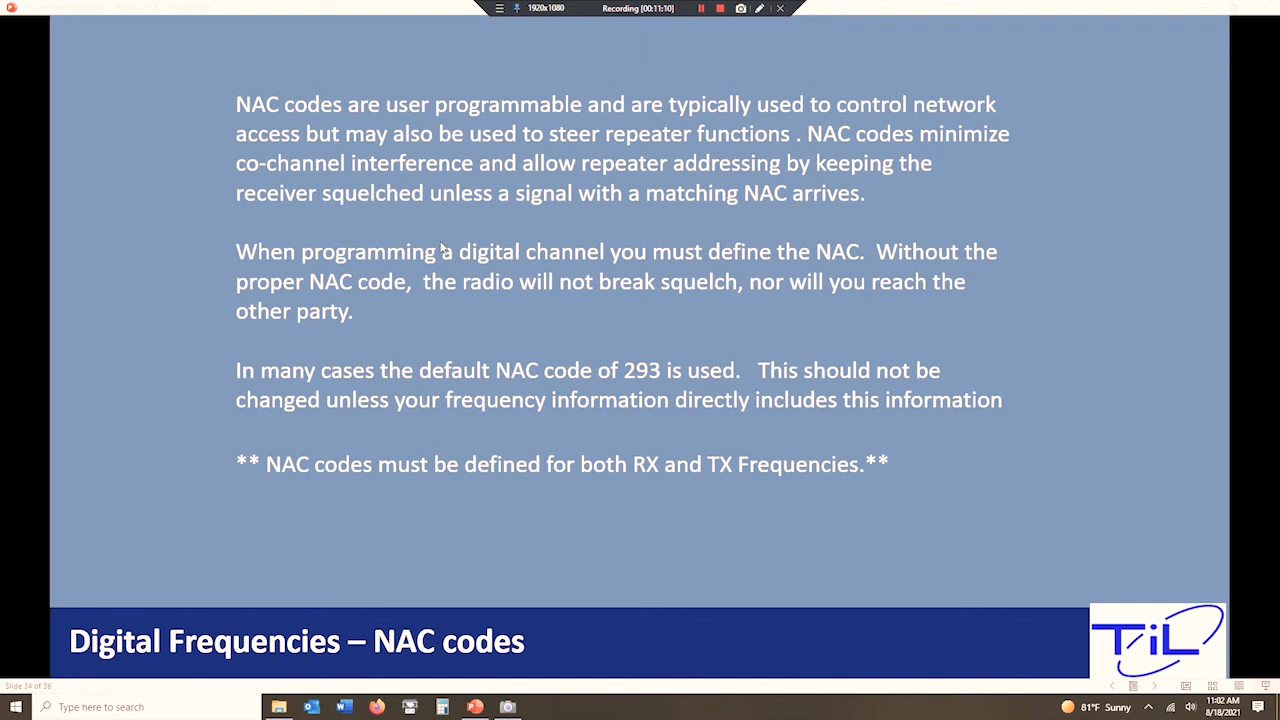 1920x1080
Recording [00:11:10]
NAC codes are user programmable and are typically used to control network
access but may also be used to steer repeater functions . NAC codes minimize
co-channel interference and allow repeater addressing by keeping the
receiver squelched unless a signal with a matching NAC arrives.
When programming a digital channel you must define the NAC.  Without the
proper NAC code,  the radio will not break squelch, nor will you reach the
other party.
In many cases the default NAC code of 293 is used.   This should not be
changed unless your frequency information directly includes this information
** NAC codes must be defined for both RX and TX Frequencies.**
Digital Frequencies – NAC codes
TiL
Slide 34 of 36
Type here to search
81°F Sunny
11:02 AM
8/18/2021